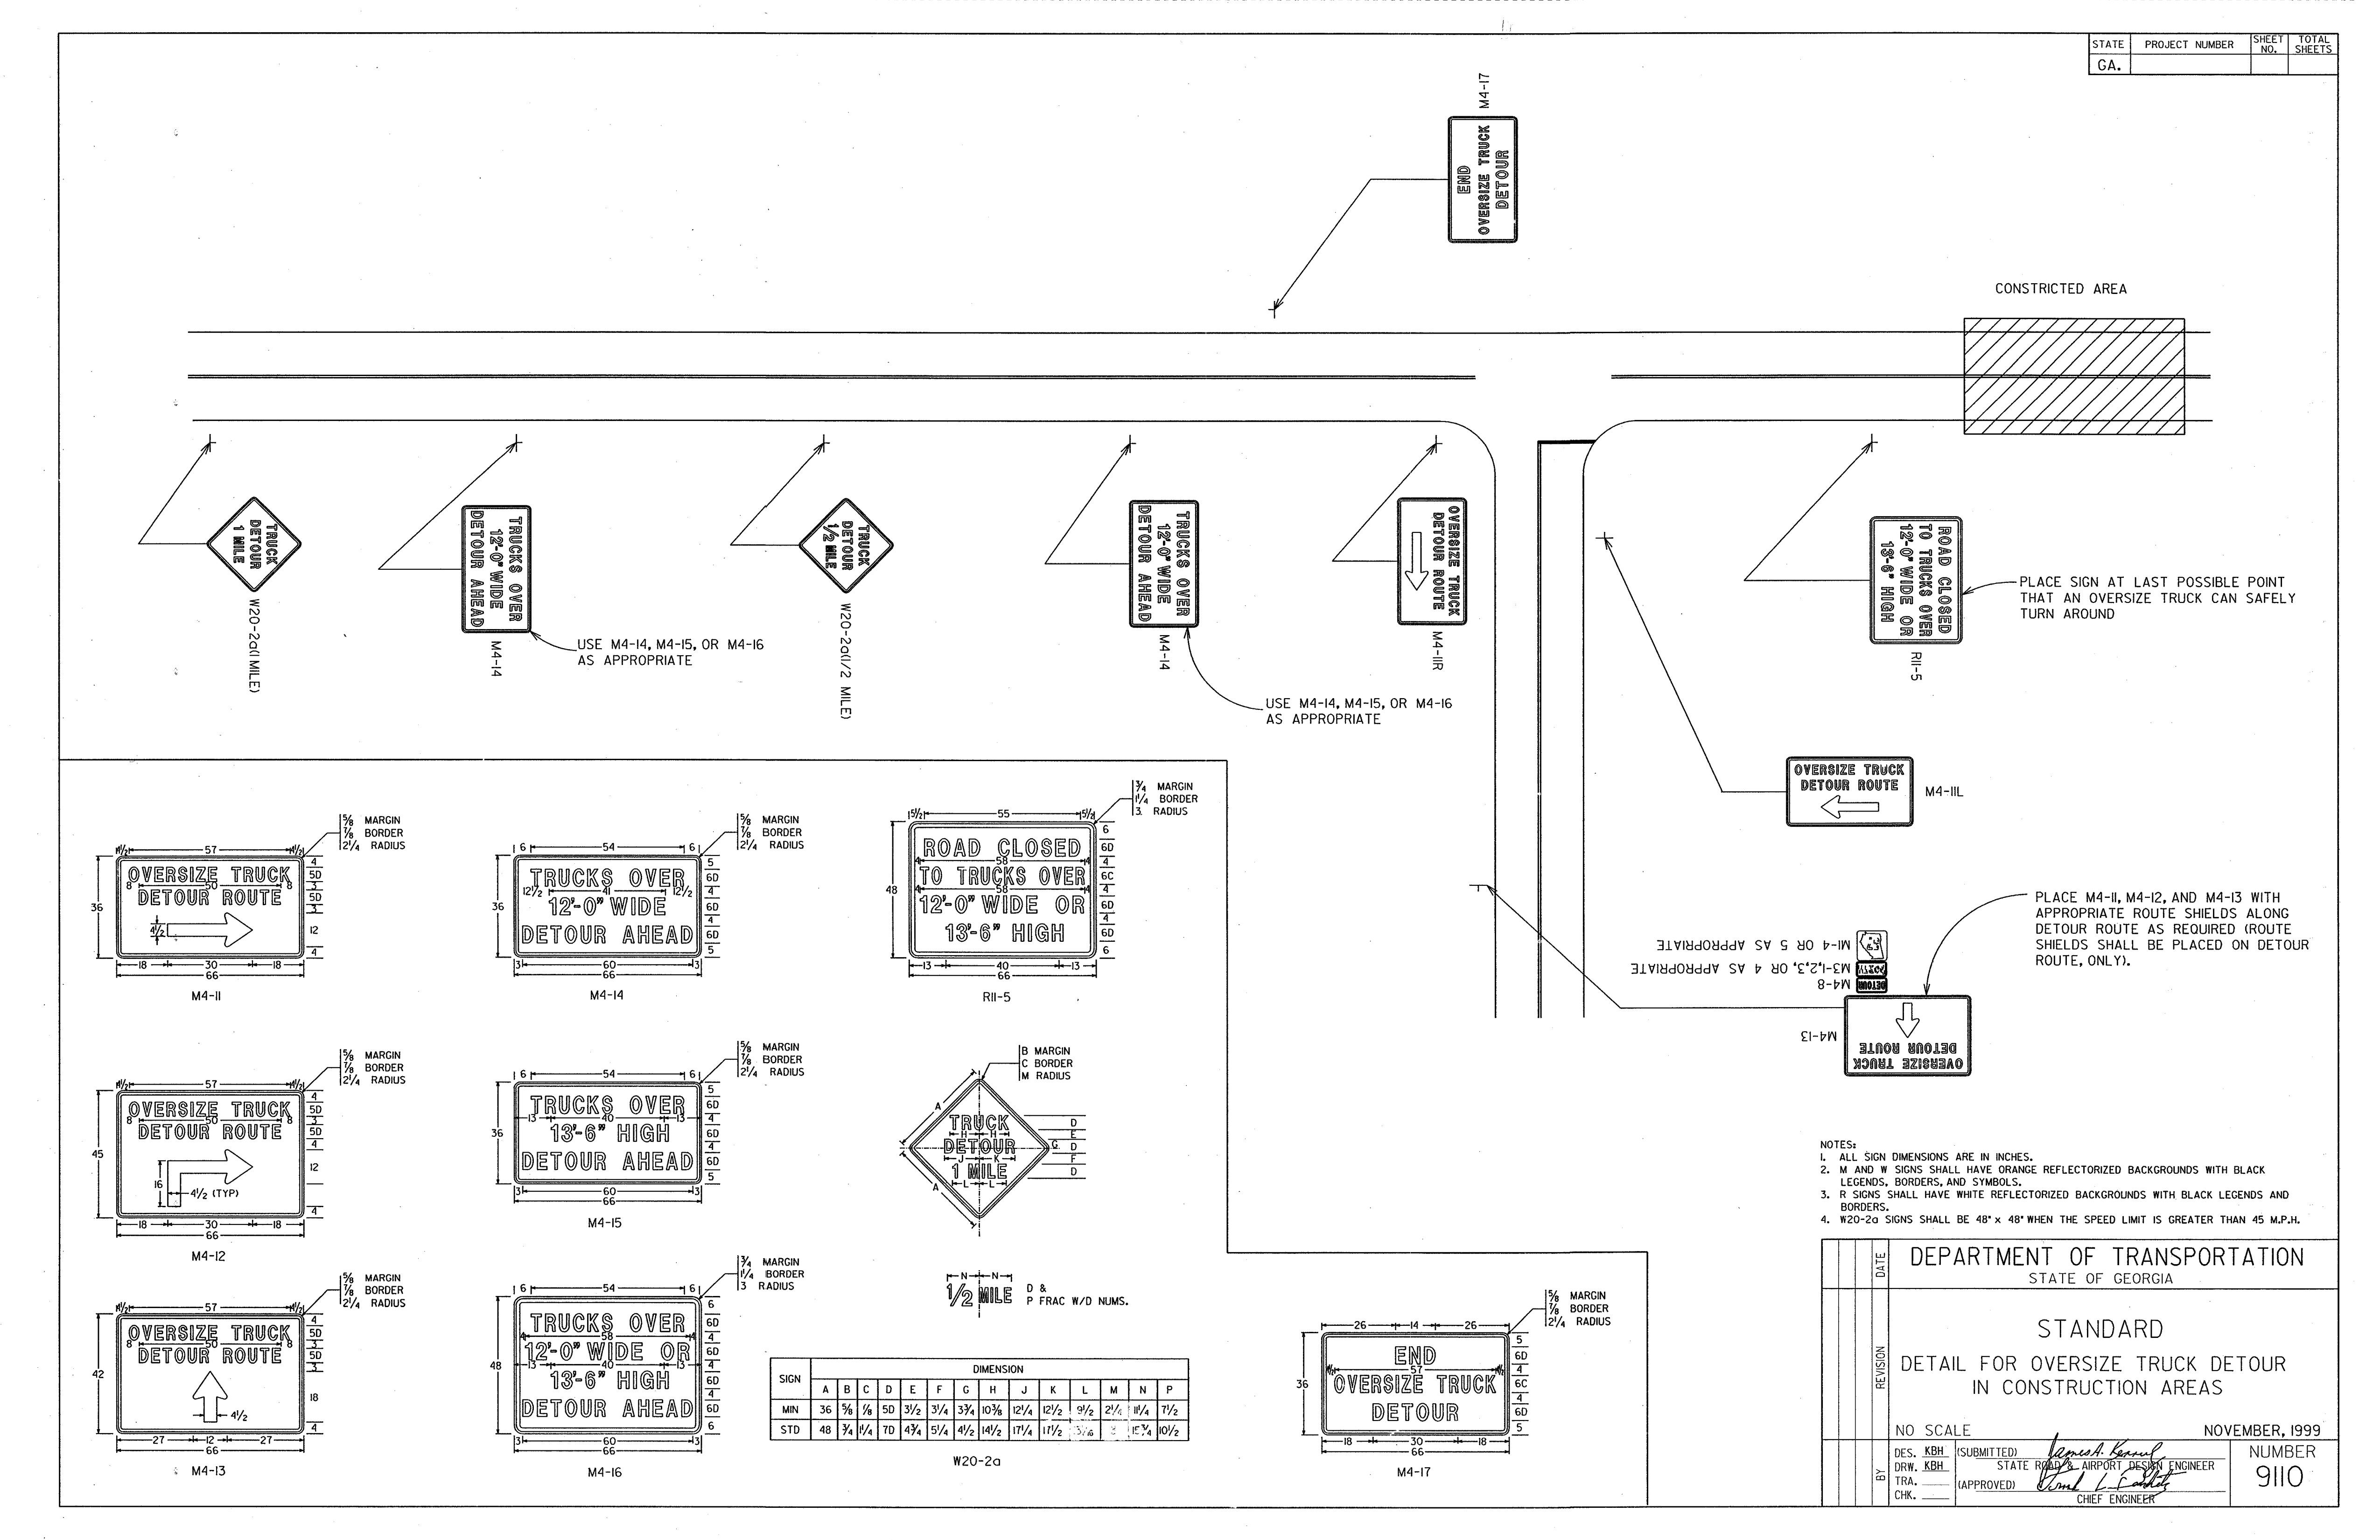 STATE PROJECT NUMBER SHEET NO. TOTAL SHEETS
GA.
M4-17
END
OVERSIZE TRUCK
DETOUR
CONSTRICTED AREA
TRUCK
DETOUR
1 MILE
W20-2a(1 MILE)
TRUCKS OVER
12'-0" WIDE
DETOUR AHEAD
M4-14
USE M4-14, M4-15, OR M4-16
AS APPROPRIATE
TRUCK
DETOUR
1/2 MILE
W20-2a(1/2 MILE)
TRUCKS OVER
12'-0" WIDE
DETOUR AHEAD
M4-14
USE M4-14, M4-15, OR M4-16
AS APPROPRIATE
OVERSIZE TRUCK
DETOUR ROUTE
M4-11R
ROAD CLOSED
TO TRUCKS OVER
12'-0" WIDE OR
13'-6" HIGH
R11-5
PLACE SIGN AT LAST POSSIBLE POINT
THAT AN OVERSIZE TRUCK CAN SAFELY
TURN AROUND
OVERSIZE TRUCK
DETOUR ROUTE
M4-11L
PLACE M4-11, M4-12, AND M4-13 WITH
APPROPRIATE ROUTE SHIELDS ALONG
DETOUR ROUTE AS REQUIRED (ROUTE
SHIELDS SHALL BE PLACED ON DETOUR
ROUTE, ONLY).
M1-4 OR 5 AS APPROPRIATE
M3-1,2,3, OR 4 AS APPROPRIATE
M4-8
DETOUR
M4-13
OVERSIZE TRUCK
DETOUR ROUTE
5/8 MARGIN
7/8 BORDER
2 1/4 RADIUS
4 1/2 57 4 1/2
OVERSIZE TRUCK
8 50 8
DETOUR ROUTE
4 1/2
36
4
5D
3
5D
3
12
4
18 30 18
66
M4-11
5/8 MARGIN
7/8 BORDER
2 1/4 RADIUS
6 54 6
TRUCKS OVER
12 1/2 41 12 1/2
12'-0" WIDE
DETOUR AHEAD
36
5
6D
4
6D
4
6D
5
3 60 3
66
M4-14
3/4 MARGIN
1 1/4 BORDER
3 RADIUS
5 1/2 55 5 1/2
ROAD CLOSED
4 58 4
TO TRUCKS OVER
4 58 4
12'-0" WIDE OR
13'-6" HIGH
48
6
6D
4
6C
4
6D
4
6D
6
13 40 13
66
R11-5
5/8 MARGIN
7/8 BORDER
2 1/4 RADIUS
4 1/2 57 4 1/2
OVERSIZE TRUCK
8 50 8
DETOUR ROUTE
16
4 1/2 (TYP)
45
4
5D
3
5D
4
12
4
18 30 18
66
M4-12
5/8 MARGIN
7/8 BORDER
2 1/4 RADIUS
6 54 6
TRUCKS OVER
13 40 13
13'-6" HIGH
DETOUR AHEAD
36
5
6D
4
6D
4
6D
5
3 60 3
66
M4-15
B MARGIN
C BORDER
M RADIUS
A
TRUCK
H H
DETOUR
J K
1 MILE
L L
A
G
D
E
D
F
D
N N
1/2 MILE
D &
P FRAC W/D NUMS.
5/8 MARGIN
7/8 BORDER
2 1/4 RADIUS
4 1/2 57 4 1/2
OVERSIZE TRUCK
8 50 8
DETOUR ROUTE
4 1/2
42
4
5D
3
5D
3
18
4
27 12 27
66
M4-13
3/4 MARGIN
1 1/4 BORDER
3 RADIUS
6 54 6
TRUCKS OVER
4 58 4
12'-0" WIDE OR
13 40 13
13'-6" HIGH
DETOUR AHEAD
48
6
6D
4
6D
4
6D
4
6D
6
3 60 3
66
M4-16
SIGN DIMENSION
A B C D E F G H J K L M N P
MIN 36 5/8 7/8 5D 3 1/2 3 1/4 3 3/4 10 3/8 12 1/4 12 1/2 9 1/2 2 1/4 11 1/4 7 1/2
STD 48 3/4 1 1/4 7D 4 3/4 5 1/4 4 1/2 14 1/2 17 1/4 17 1/2 15 3/4 10 1/2
W20-2a
5/8 MARGIN
7/8 BORDER
2 1/4 RADIUS
26 14 26
END
57
OVERSIZE TRUCK
DETOUR
36
5
6D
4
6C
4
6D
5
18 30 18
66
M4-17
NOTES:
1. ALL SIGN DIMENSIONS ARE IN INCHES.
2. M AND W SIGNS SHALL HAVE ORANGE REFLECTORIZED BACKGROUNDS WITH BLACK
LEGENDS, BORDERS, AND SYMBOLS.
3. R SIGNS SHALL HAVE WHITE REFLECTORIZED BACKGROUNDS WITH BLACK LEGENDS AND
BORDERS.
4. W20-2a SIGNS SHALL BE 48" x 48" WHEN THE SPEED LIMIT IS GREATER THAN 45 M.P.H.
DATE
REVISION
BY
DEPARTMENT OF TRANSPORTATION
STATE OF GEORGIA
STANDARD
DETAIL FOR OVERSIZE TRUCK DETOUR
IN CONSTRUCTION AREAS
NO SCALE NOVEMBER, 1999
DES. KBH (SUBMITTED)
DRW. KBH STATE ROAD & AIRPORT DESIGN ENGINEER
TRA. (APPROVED)
CHK. CHIEF ENGINEER
NUMBER
9110